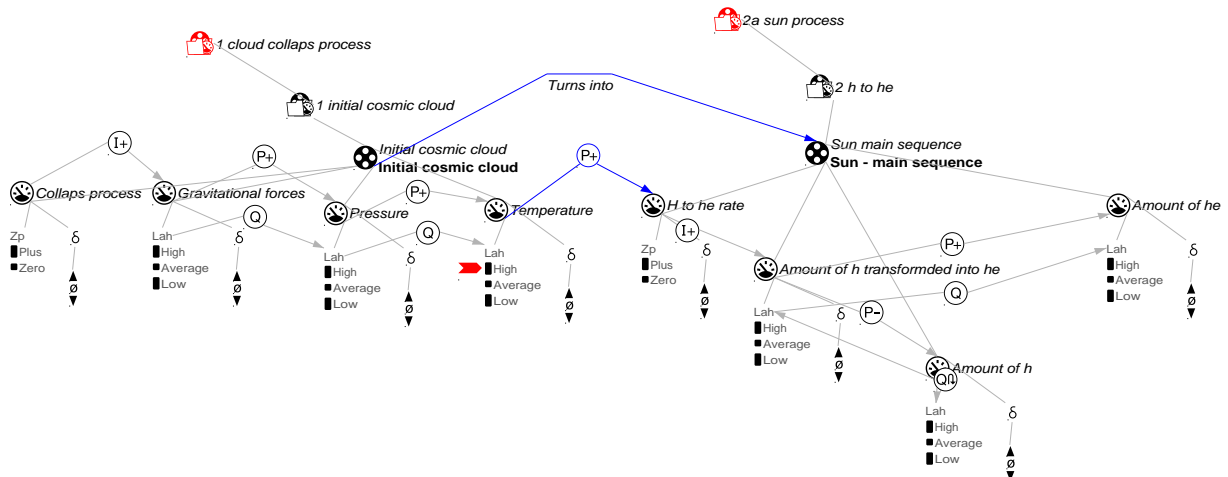 1 cloud collaps process
2a sun process
Turns into
2 h to he
1 initial cosmic cloud
I+
P+
Initial cosmic cloud
Initial cosmic cloud
P+
Sun main sequence
Sun - main sequence
Collaps process
Gravitational forces
P+
Pressure
Temperature
H to he rate
Amount of he
Q
Q
I+
P+
Zp
Plus
Zero
δ
ø
Lah
High
Average
Low
δ
ø
Lah
High
Average
Low
δ
ø
Lah
High
Average
Low
δ
ø
Zp
Plus
Zero
δ
ø
Amount of h transformded into he
Q
Lah
High
Average
Low
δ
ø
Lah
High
Average
Low
δ
ø
P−
Amount of h
Q
Lah
High
Average
Low
δ
ø